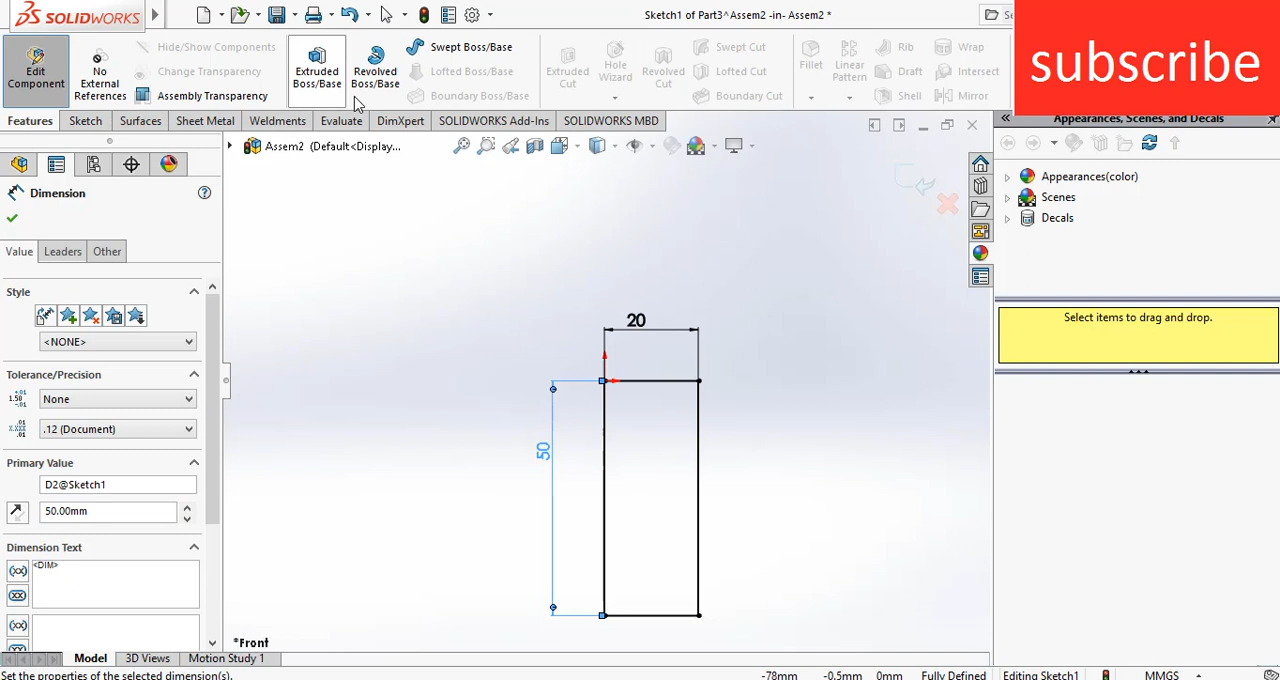 SOLIDWORKS
Sketch1 of Part3^Assem2 -in- Assem2 *
subscribe
Edit Component
No External References
Hide/Show Components
Change Transparency
Assembly Transparency
Extruded Boss/Base
Revolved Boss/Base
Swept Boss/Base
Lofted Boss/Base
Boundary Boss/Base
Extruded Cut
Hole Wizard
Revolved Cut
Swept Cut
Lofted Cut
Boundary Cut
Fillet
Linear Pattern
Rib
Draft
Shell
Wrap
Intersect
Mirror
Features Sketch Surfaces Sheet Metal Weldments Evaluate DimXpert SOLIDWORKS Add-Ins SOLIDWORKS MBD
Appearances, Scenes, and Decals
Assem2 (Default<Display...
Dimension
Value Leaders Other
Style
<NONE>
Tolerance/Precision
None
.12 (Document)
Primary Value
D2@Sketch1
50.00mm
Dimension Text
<DIM>
20
50
*Front
Appearances(color)
Scenes
Decals
Select items to drag and drop.
Model 3D Views Motion Study 1
Set the properties of the selected dimension(s).
-78mm -0.5mm 0mm Fully Defined Editing Sketch1 MMGS